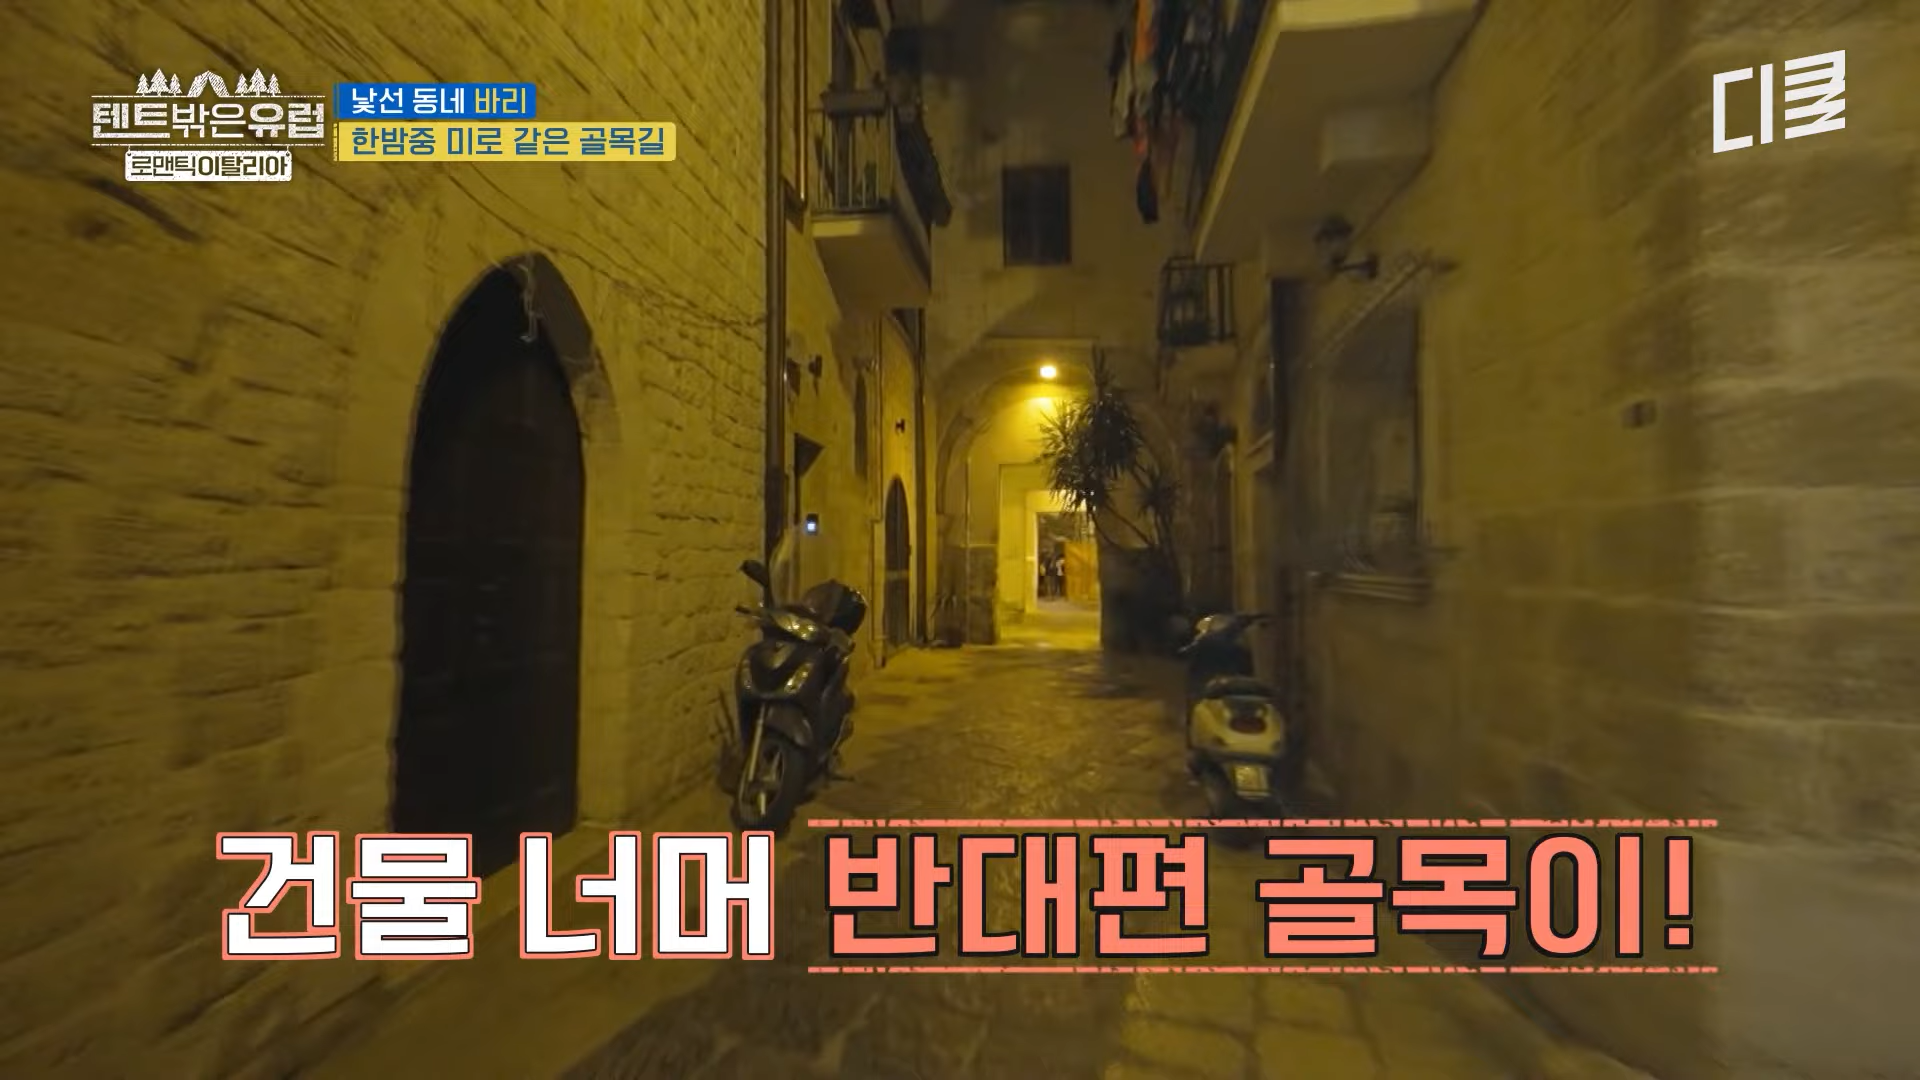 텐트밖은유럽
로맨틱이탈리아
낯선 동네 바리
한밤중 미로 같은 골목길
디클
건물 너머 반대편 골목이!